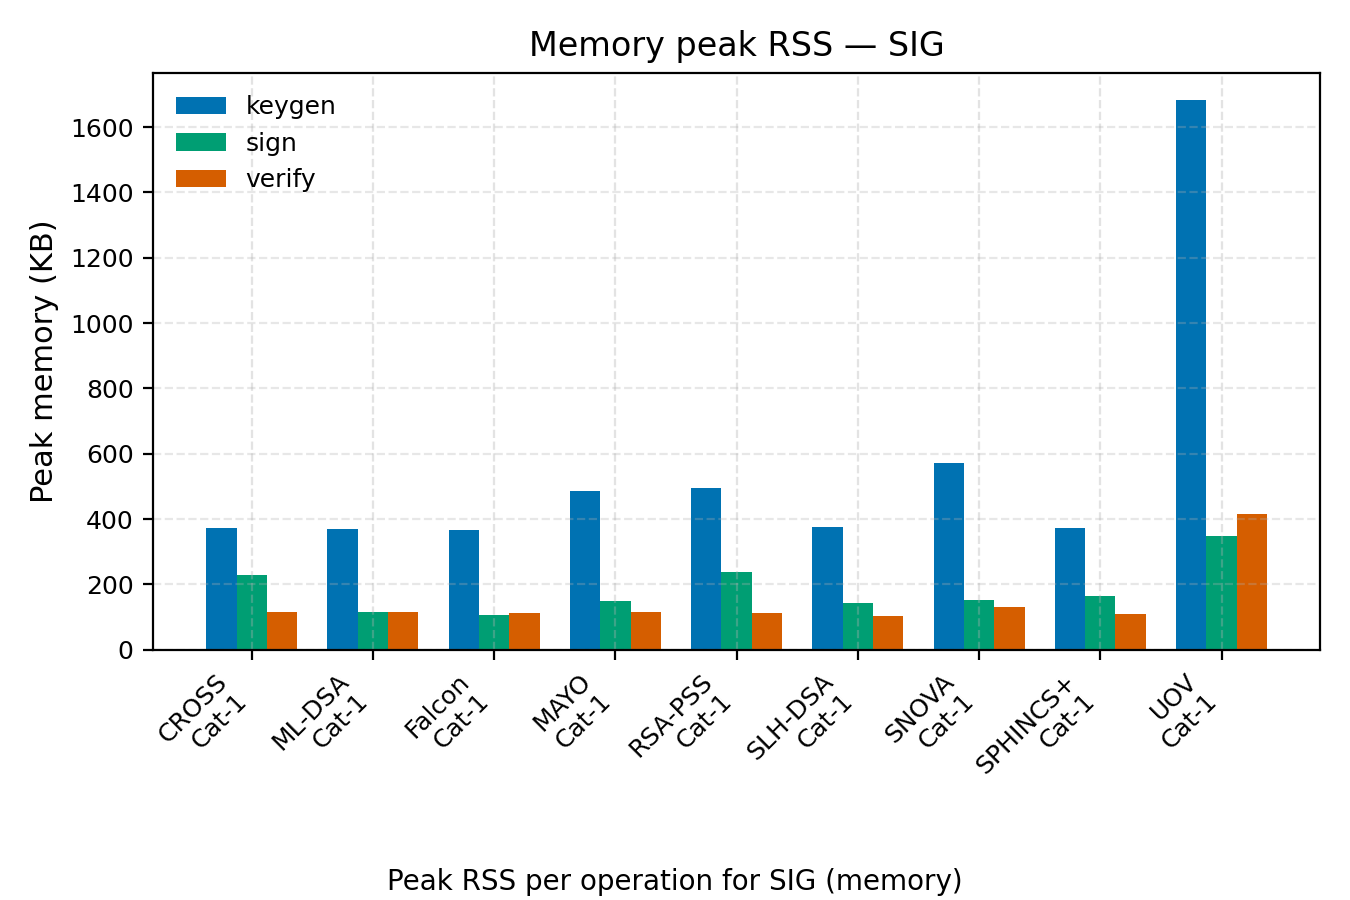 Memory peak RSS — SIG
keygen
sign
verify
Peak memory (KB)
1600
1400
1200
1000
800
600
400
200
0
CROSS
Cat-1
ML-DSA
Cat-1
Falcon
Cat-1
MAYO
Cat-1
RSA-PSS
Cat-1
SLH-DSA
Cat-1
SNOVA
Cat-1
SPHINCS+
Cat-1
UOV
Cat-1
Peak RSS per operation for SIG (memory)